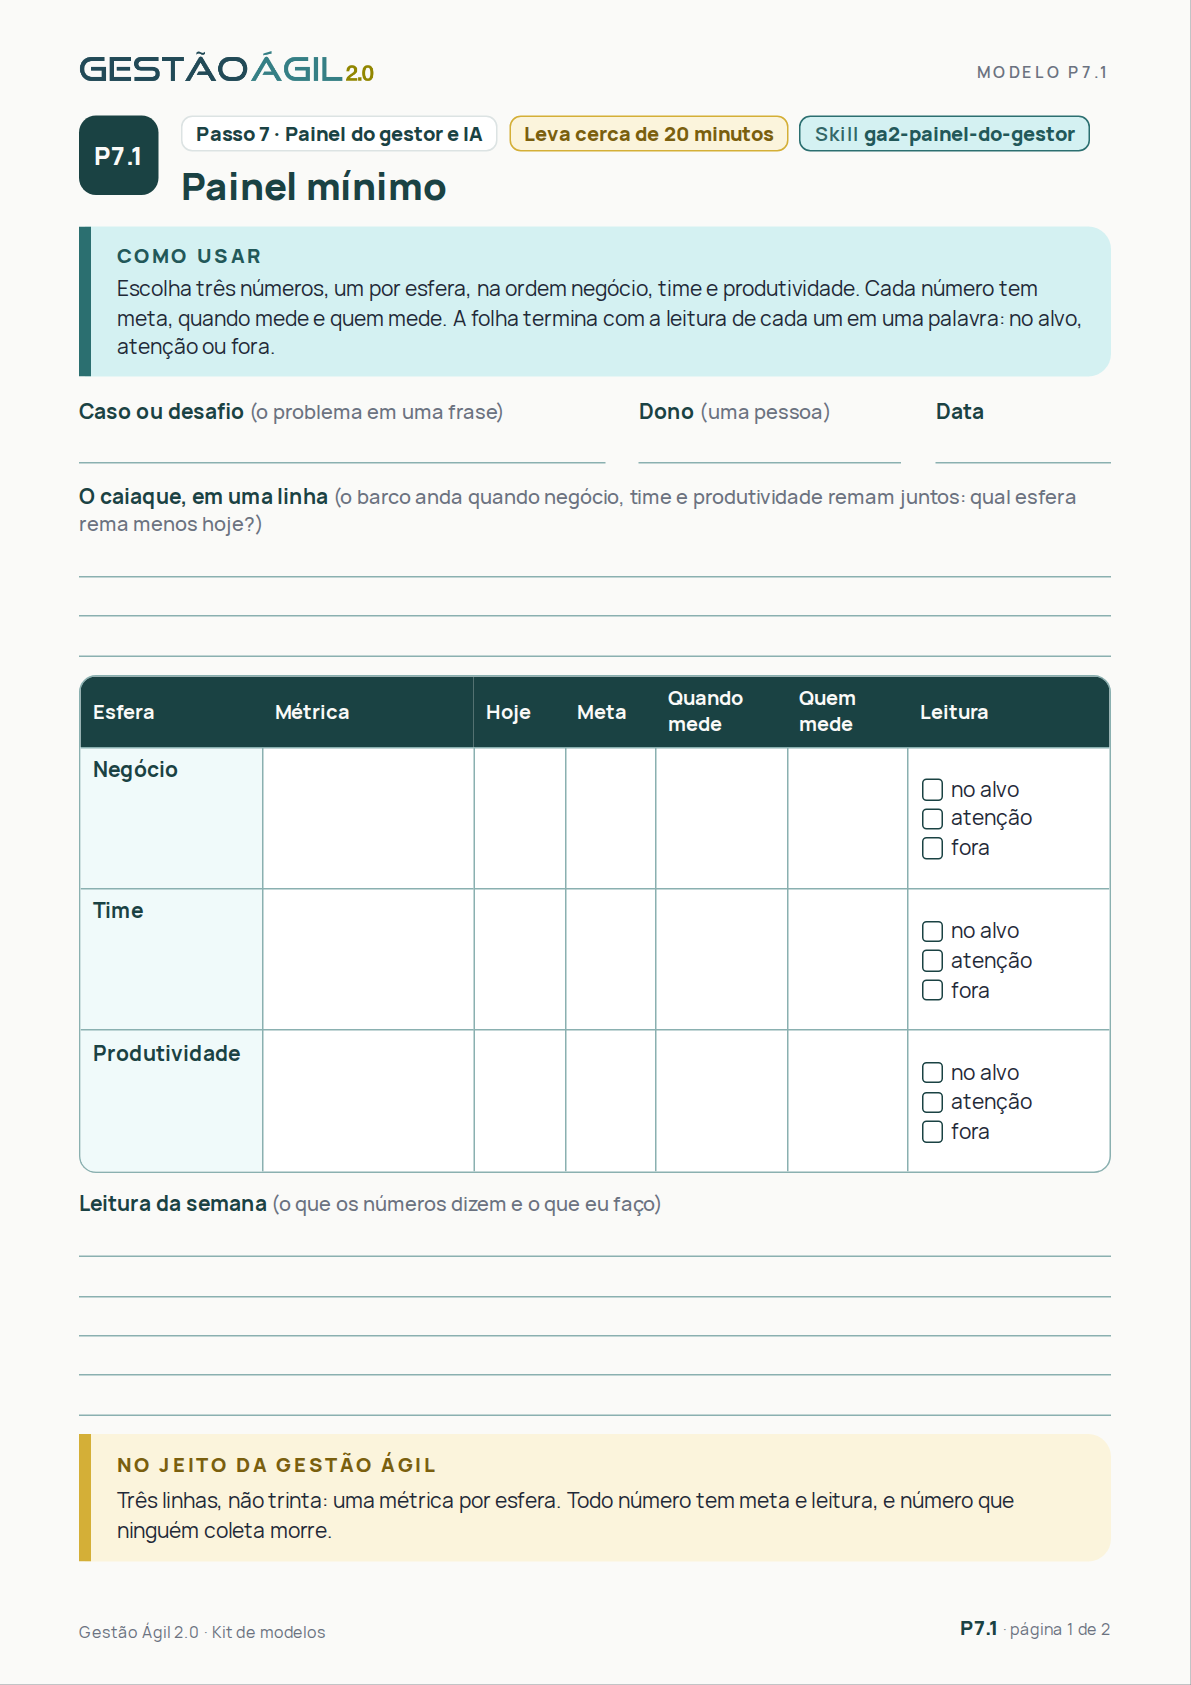 GESTÃOÁGIL2.0
MODELO P7.1
P7.1
Passo 7 · Painel do gestor e IA
Leva cerca de 20 minutos
Skill ga2-painel-do-gestor
Painel mínimo
COMO USAR
Escolha três números, um por esfera, na ordem negócio, time e produtividade. Cada número tem
meta, quando mede e quem mede. A folha termina com a leitura de cada um em uma palavra: no alvo,
atenção ou fora.
Caso ou desafio (o problema em uma frase)
Dono (uma pessoa)
Data
O caiaque, em uma linha (o barco anda quando negócio, time e produtividade remam juntos: qual esfera
rema menos hoje?)
Esfera
Métrica
Hoje
Meta
Quando
mede
Quem
mede
Leitura
Negócio
no alvo
atenção
fora
Time
no alvo
atenção
fora
Produtividade
no alvo
atenção
fora
Leitura da semana (o que os números dizem e o que eu faço)
NO JEITO DA GESTÃO ÁGIL
Três linhas, não trinta: uma métrica por esfera. Todo número tem meta e leitura, e número que
ninguém coleta morre.
Gestão Ágil 2.0 · Kit de modelos
P7.1 · página 1 de 2